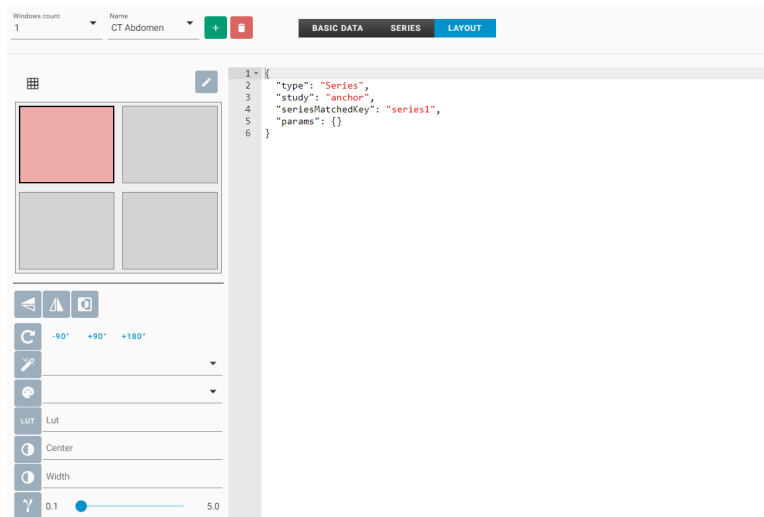 Windows count
1
Name
CT Abdomen
+
BASIC DATA
SERIES
LAYOUT
1 {
2 "type": "Series",
3 "study": "anchor",
4 "seriesMatchedKey": "series1",
5 "params": {}
6 }
-90°
+90°
+180°
LUT
Lut
Center
Width
0.1
5.0